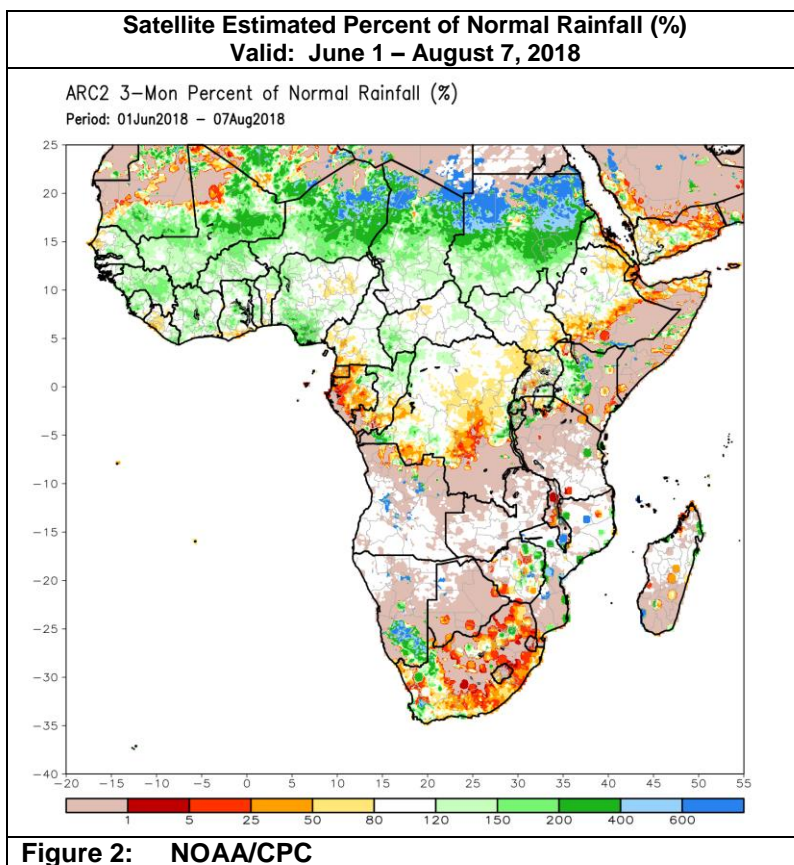 Satellite Estimated Percent of Normal Rainfall (%)
Valid: June 1 – August 7, 2018
ARC2 3-Mon Percent of Normal Rainfall (%)
Period: 01Jun2018 – 07Aug2018
25
20
15
10
5
0
−5
−10
−15
−20
−25
−30
−35
−40
−20 −15 −10 −5 0 5 10 15 20 25 30 35 40 45 50 55
1 5 25 50 80 120 150 200 400 600
Figure 2: NOAA/CPC